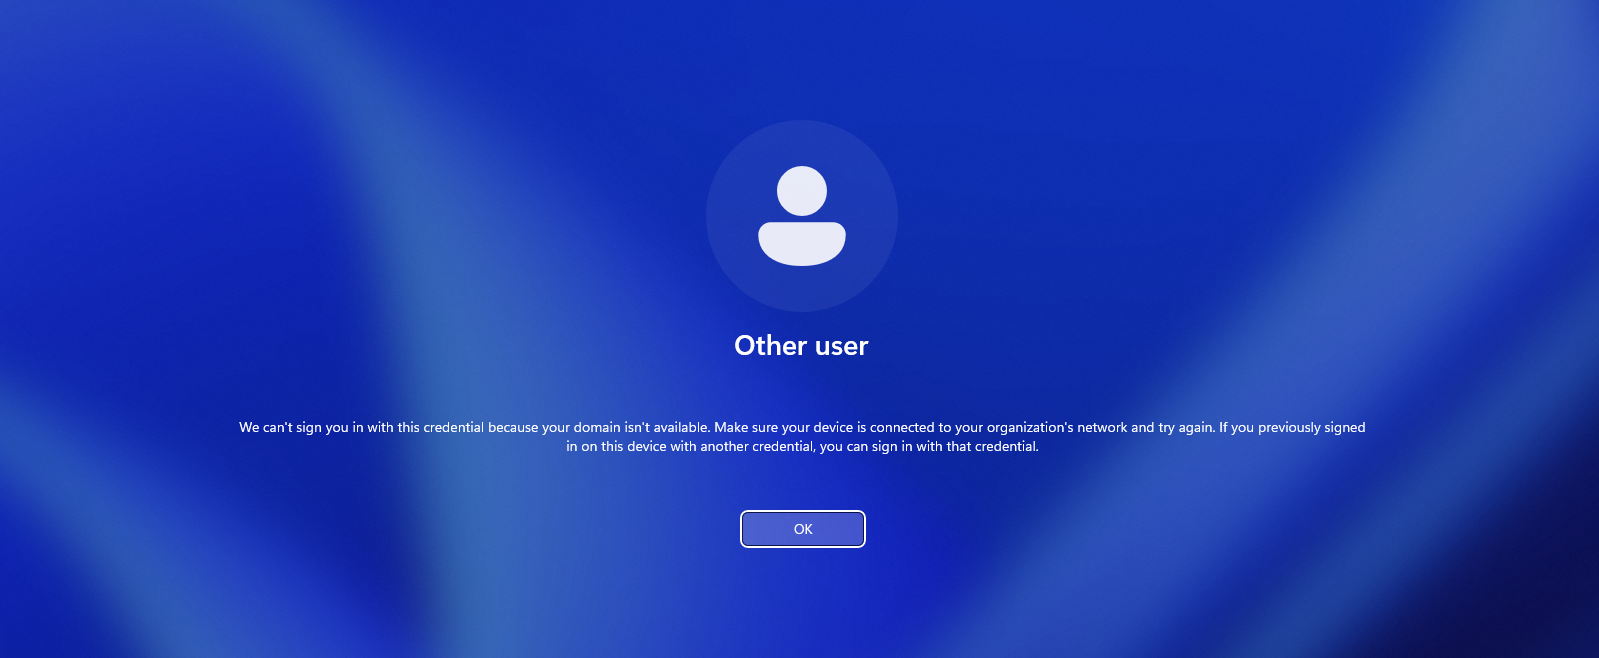 Other user
We can't sign you in with this credential because your domain isn't available. Make sure your device is connected to your organization's network and try again. If you previously signed
in on this device with another credential, you can sign in with that credential.
OK